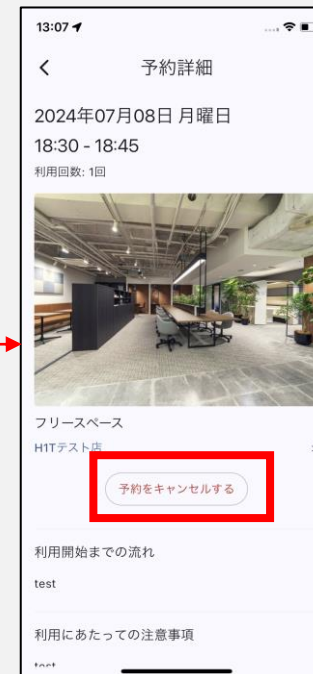 13:07
予約詳細
2024年07月08日 月曜日
18:30 - 18:45
利用回数: 1回
フリースペース
H1Tテスト店
予約をキャンセルする
利用開始までの流れ
test
利用にあたっての注意事項
test